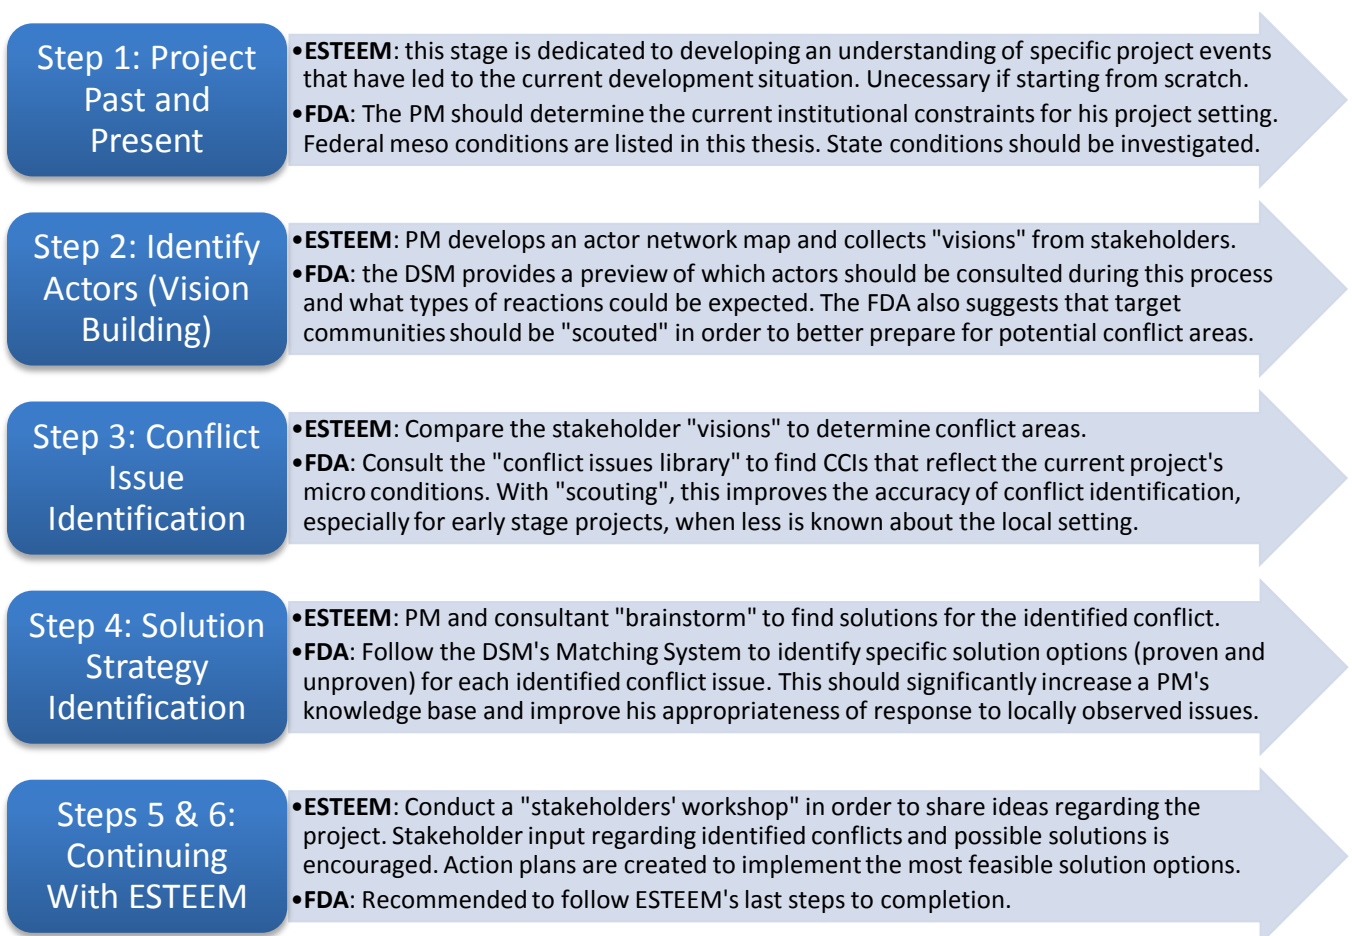 Step 1: Project
Past and
Present
•ESTEEM: this stage is dedicated to developing an understanding of specific project events
that have led to the current development situation. Unecessary if starting from scratch.
•FDA: The PM should determine the current institutional constraints for his project setting.
Federal meso conditions are listed in this thesis. State conditions should be investigated.
Step 2: Identify
Actors (Vision
Building)
•ESTEEM: PM develops an actor network map and collects "visions" from stakeholders.
•FDA: the DSM provides a preview of which actors should be consulted during this process
and what types of reactions could be expected. The FDA also suggests that target
communities should be "scouted" in order to better prepare for potential conflict areas.
Step 3: Conflict
Issue
Identification
•ESTEEM: Compare the stakeholder "visions" to determine conflict areas.
•FDA: Consult the "conflict issues library" to find CCIs that reflect the current project's
micro conditions. With "scouting", this improves the accuracy of conflict identification,
especially for early stage projects, when less is known about the local setting.
Step 4: Solution
Strategy
Identification
•ESTEEM: PM and consultant "brainstorm" to find solutions for the identified conflict.
•FDA: Follow the DSM's Matching System to identify specific solution options (proven and
unproven) for each identified conflict issue. This should significantly increase a PM's
knowledge base and improve his appropriateness of response to locally observed issues.
Steps 5 & 6:
Continuing
With ESTEEM
•ESTEEM: Conduct a "stakeholders' workshop" in order to share ideas regarding the
project. Stakeholder input regarding identified conflicts and possible solutions is
encouraged. Action plans are created to implement the most feasible solution options.
•FDA: Recommended to follow ESTEEM's last steps to completion.